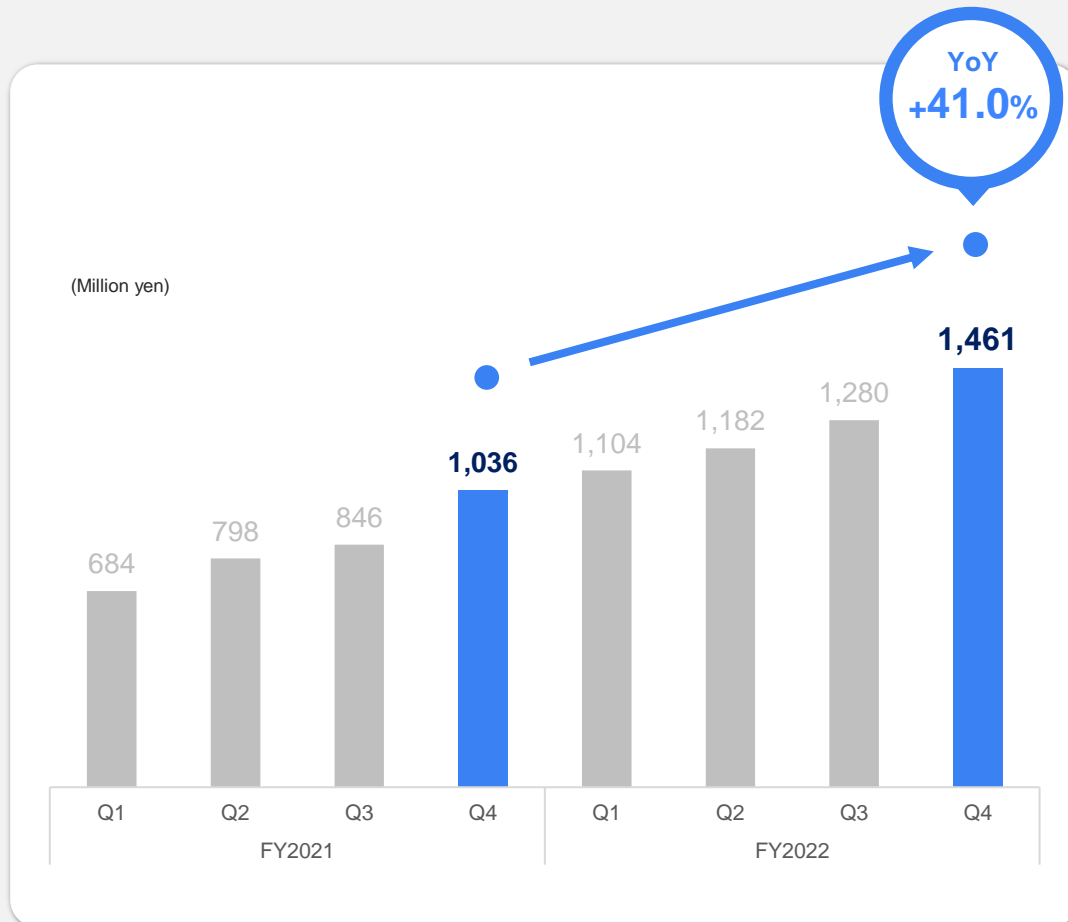 YoY
+41.0%
(Million yen)
1,461
1,280
1,182
1,104
1,036
846
798
684
Q1 Q2 Q3 Q4 Q1 Q2 Q3 Q4
FY2021 FY2022